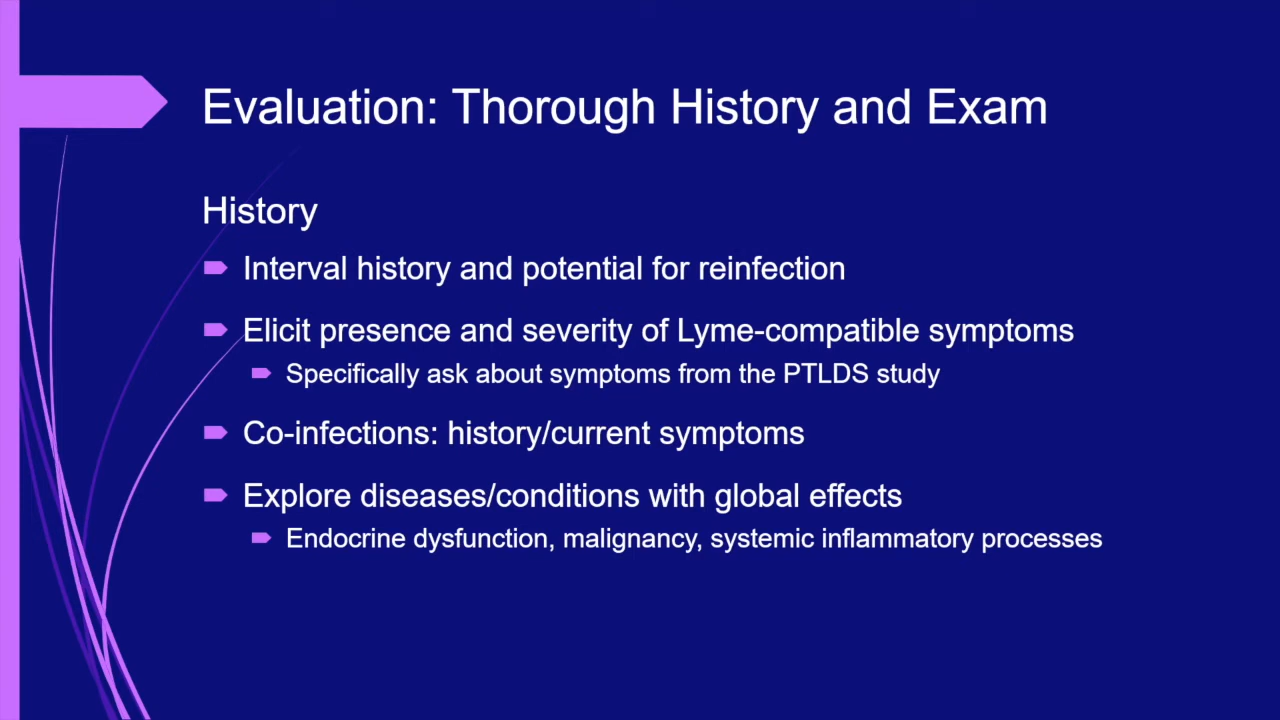 Evaluation: Thorough History and Exam
History
Interval history and potential for reinfection
Elicit presence and severity of Lyme-compatible symptoms
Specifically ask about symptoms from the PTLDS study
Co-infections: history/current symptoms
Explore diseases/conditions with global effects
Endocrine dysfunction, malignancy, systemic inflammatory processes